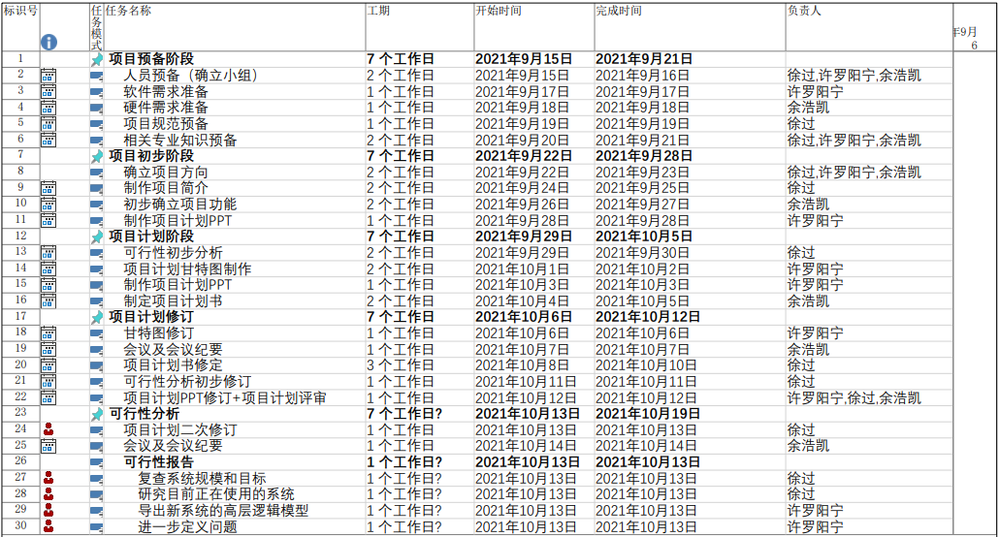 标识号 任务模式 任务名称 工期 开始时间 完成时间 负责人 年9月
6
1 项目预备阶段 7 个工作日 2021年9月15日 2021年9月21日
2 人员预备（确立小组） 2 个工作日 2021年9月15日 2021年9月16日 徐过,许罗阳宁,余浩凯
3 软件需求准备 1 个工作日 2021年9月17日 2021年9月17日 许罗阳宁
4 硬件需求准备 1 个工作日 2021年9月18日 2021年9月18日 余浩凯
5 项目规范预备 1 个工作日 2021年9月19日 2021年9月19日 徐过
6 相关专业知识预备 2 个工作日 2021年9月20日 2021年9月21日 徐过,许罗阳宁,余浩凯
7 项目初步阶段 7 个工作日 2021年9月22日 2021年9月28日
8 确立项目方向 2 个工作日 2021年9月22日 2021年9月23日 徐过,许罗阳宁,余浩凯
9 制作项目简介 2 个工作日 2021年9月24日 2021年9月25日 徐过
10 初步确立项目功能 2 个工作日 2021年9月26日 2021年9月27日 余浩凯
11 制作项目计划PPT 1 个工作日 2021年9月28日 2021年9月28日 许罗阳宁
12 项目计划阶段 7 个工作日 2021年9月29日 2021年10月5日
13 可行性初步分析 2 个工作日 2021年9月29日 2021年9月30日 徐过
14 项目计划甘特图制作 2 个工作日 2021年10月1日 2021年10月2日 许罗阳宁
15 制作项目计划PPT 1 个工作日 2021年10月3日 2021年10月3日 许罗阳宁
16 制定项目计划书 2 个工作日 2021年10月4日 2021年10月5日 余浩凯
17 项目计划修订 7 个工作日 2021年10月6日 2021年10月12日
18 甘特图修订 1 个工作日 2021年10月6日 2021年10月6日 许罗阳宁
19 会议及会议纪要 1 个工作日 2021年10月7日 2021年10月7日 余浩凯
20 项目计划书修定 3 个工作日 2021年10月8日 2021年10月10日 徐过
21 可行性分析初步修订 1 个工作日 2021年10月11日 2021年10月11日 徐过
22 项目计划PPT修订+项目计划评审 1 个工作日 2021年10月12日 2021年10月12日 许罗阳宁,徐过,余浩凯
23 可行性分析 7 个工作日? 2021年10月13日 2021年10月19日
24 项目计划二次修订 1 个工作日 2021年10月13日 2021年10月13日 徐过
25 会议及会议纪要 1 个工作日 2021年10月14日 2021年10月14日 余浩凯
26 可行性报告 1 个工作日? 2021年10月13日 2021年10月13日
27 复查系统规模和目标 1 个工作日? 2021年10月13日 2021年10月13日 徐过
28 研究目前正在使用的系统 1 个工作日? 2021年10月13日 2021年10月13日 徐过
29 导出新系统的高层逻辑模型 1 个工作日? 2021年10月13日 2021年10月13日 许罗阳宁
30 进一步定义问题 1 个工作日? 2021年10月13日 2021年10月13日 许罗阳宁